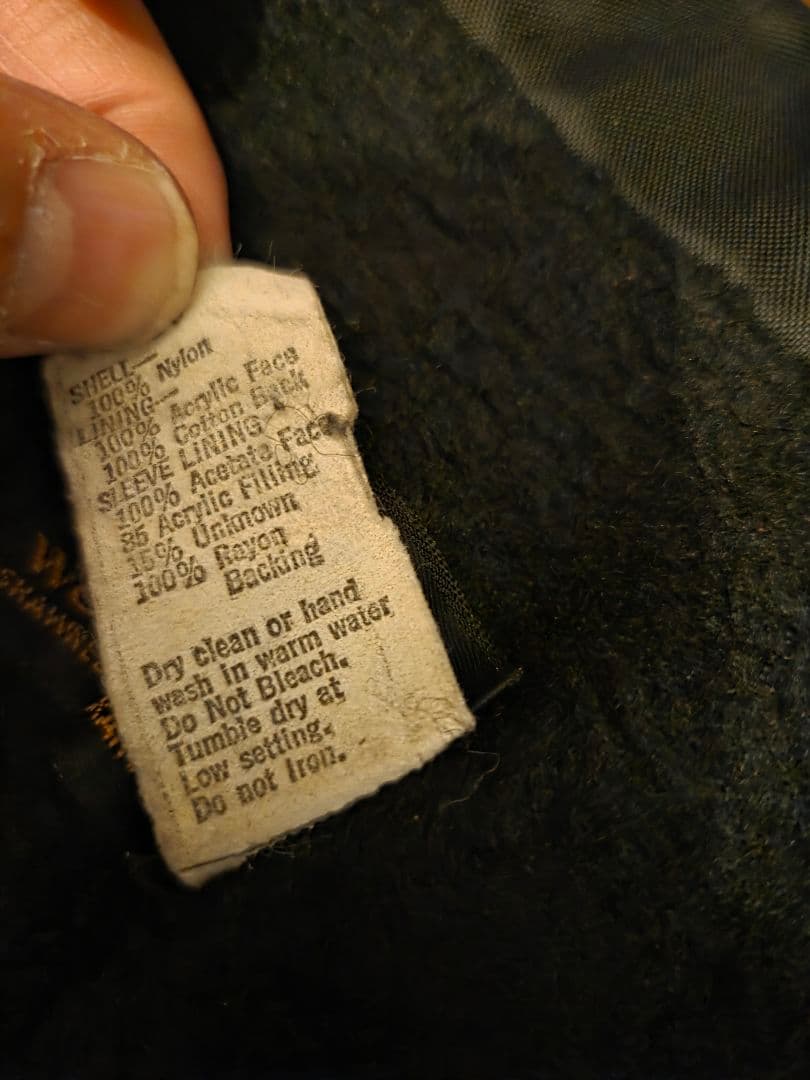 SHELL—
100% Nylon
LINING—
100% Acrylic Face
100% Cotton Back
SLEEVE LINING
100% Acetate Face
85 Acrylic Filling
15% Unknown
100% Rayon
Backing
Dry clean or hand
wash in warm water
Do Not Bleach.
Tumble dry at
Low setting.
Do not Iron.